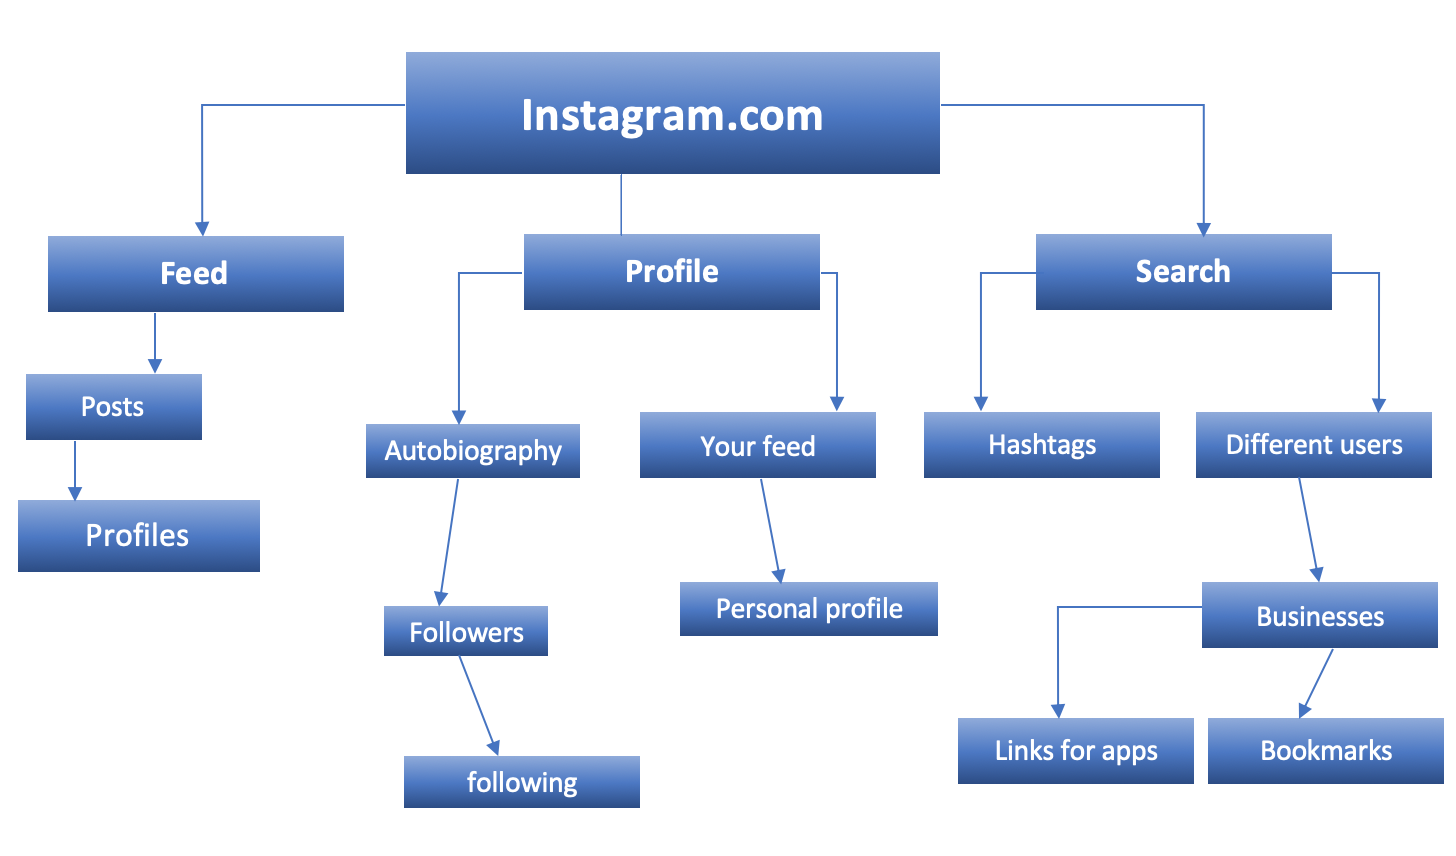 Instagram.com
Feed
Profile
Search
Posts
Autobiography
Your feed
Hashtags
Different users
Profiles
Followers
Personal profile
Businesses
following
Links for apps
Bookmarks